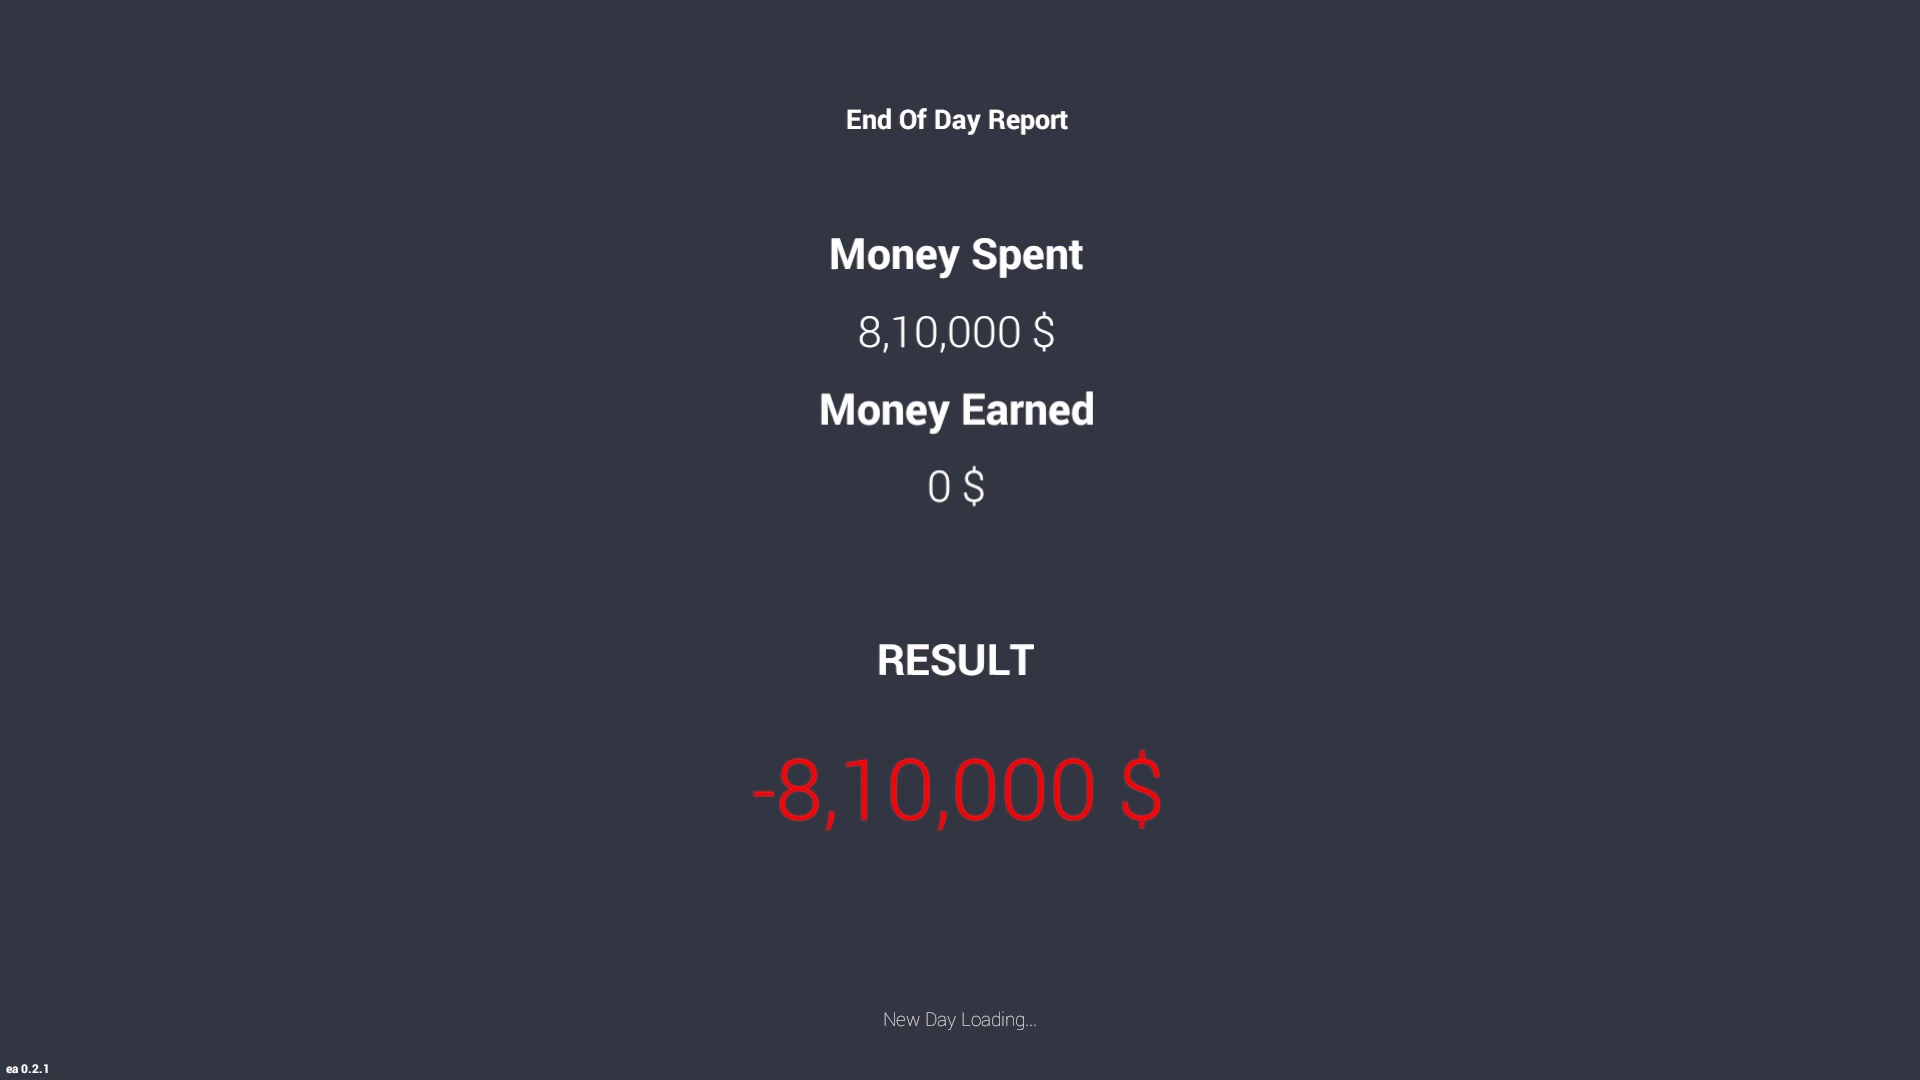 End Of Day Report
Money Spent
8,10,000 $
Money Earned
0 $
RESULT
-8,10,000 $
New Day Loading...
ea 0.2.1